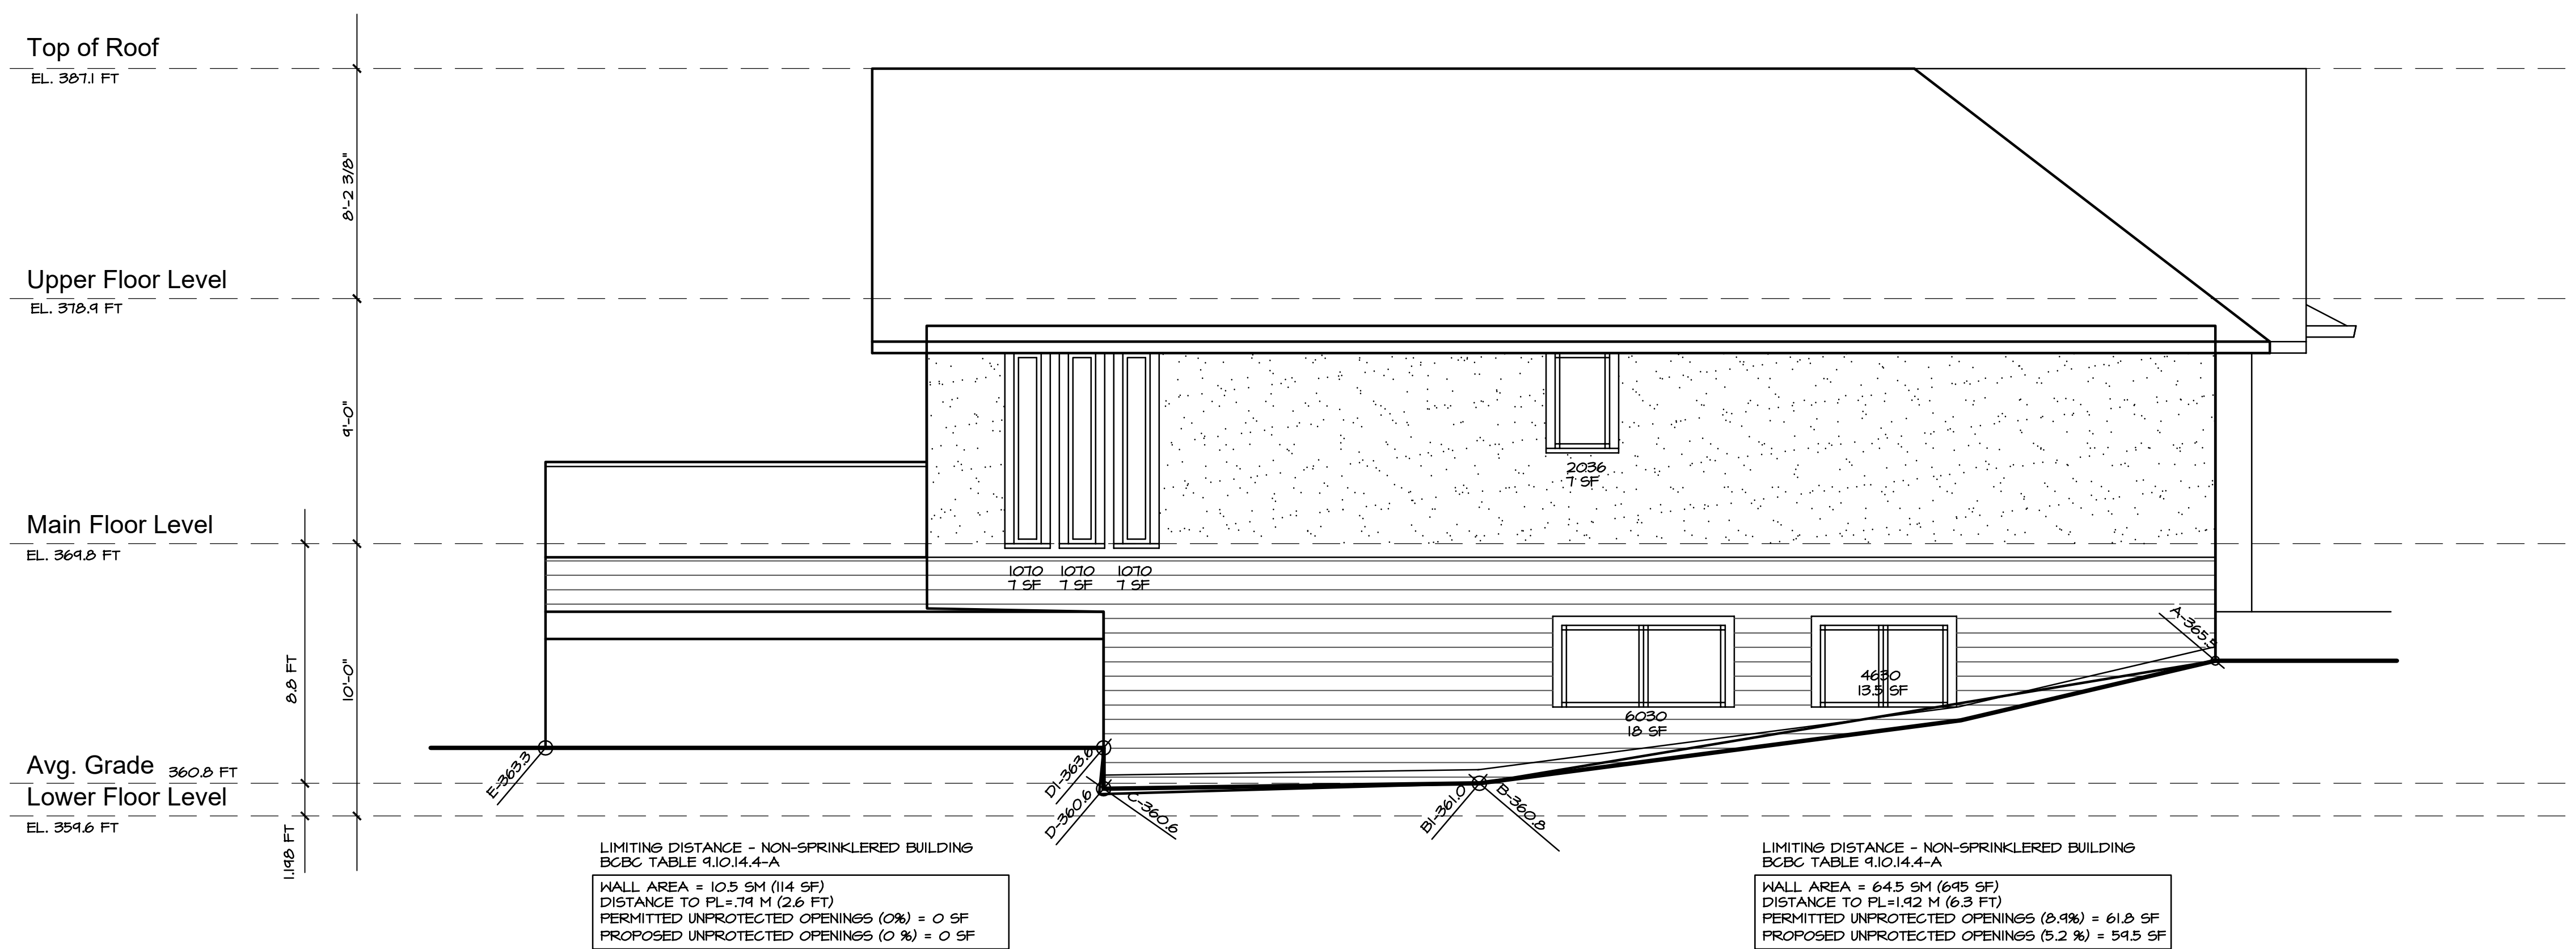 Top of Roof
EL. 387.1 FT
8'-2 3/8"
Upper Floor Level
EL. 378.9 FT
9'-0"
2036
7 SF
Main Floor Level
EL. 369.8 FT
1070 1070 1070
7 SF 7 SF 7 SF
A-365.5
8.8 FT
10'-0"
4630
13.5 SF
6030
18 SF
Avg. Grade 360.8 FT
E-363.3
D1-363.6
D-360.6
C-360.6
B1-361.0
B-360.8
Lower Floor Level
EL. 359.6 FT
1.198 FT
LIMITING DISTANCE - NON-SPRINKLERED BUILDING
BCBC TABLE 9.10.14.4-A
WALL AREA = 10.5 SM (114 SF)
DISTANCE TO PL=.79 M (2.6 FT)
PERMITTED UNPROTECTED OPENINGS (0%) = 0 SF
PROPOSED UNPROTECTED OPENINGS (0 %) = 0 SF
LIMITING DISTANCE - NON-SPRINKLERED BUILDING
BCBC TABLE 9.10.14.4-A
WALL AREA = 64.5 SM (695 SF)
DISTANCE TO PL=1.92 M (6.3 FT)
PERMITTED UNPROTECTED OPENINGS (8.9%) = 61.8 SF
PROPOSED UNPROTECTED OPENINGS (5.2 %) = 59.5 SF